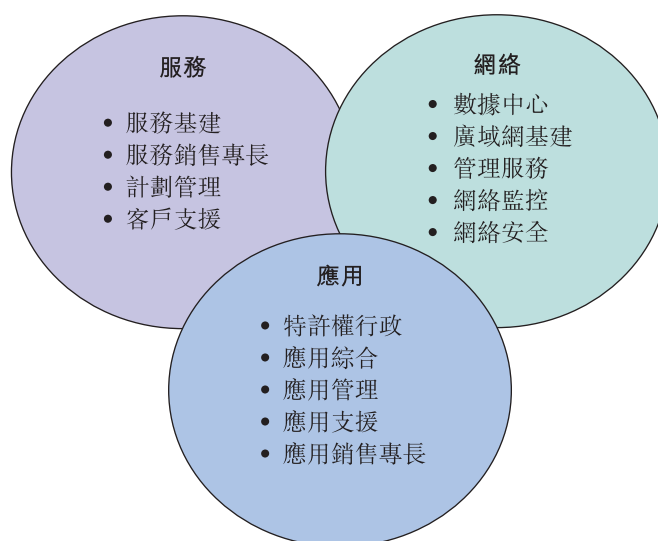 服務
• 服務基建
• 服務銷售專長
• 計劃管理
• 客戶支援
網絡
• 數據中心
• 廣域網基建
• 管理服務
• 網絡監控
• 網絡安全
應用
• 特許權行政
• 應用綜合
• 應用管理
• 應用支援
• 應用銷售專長